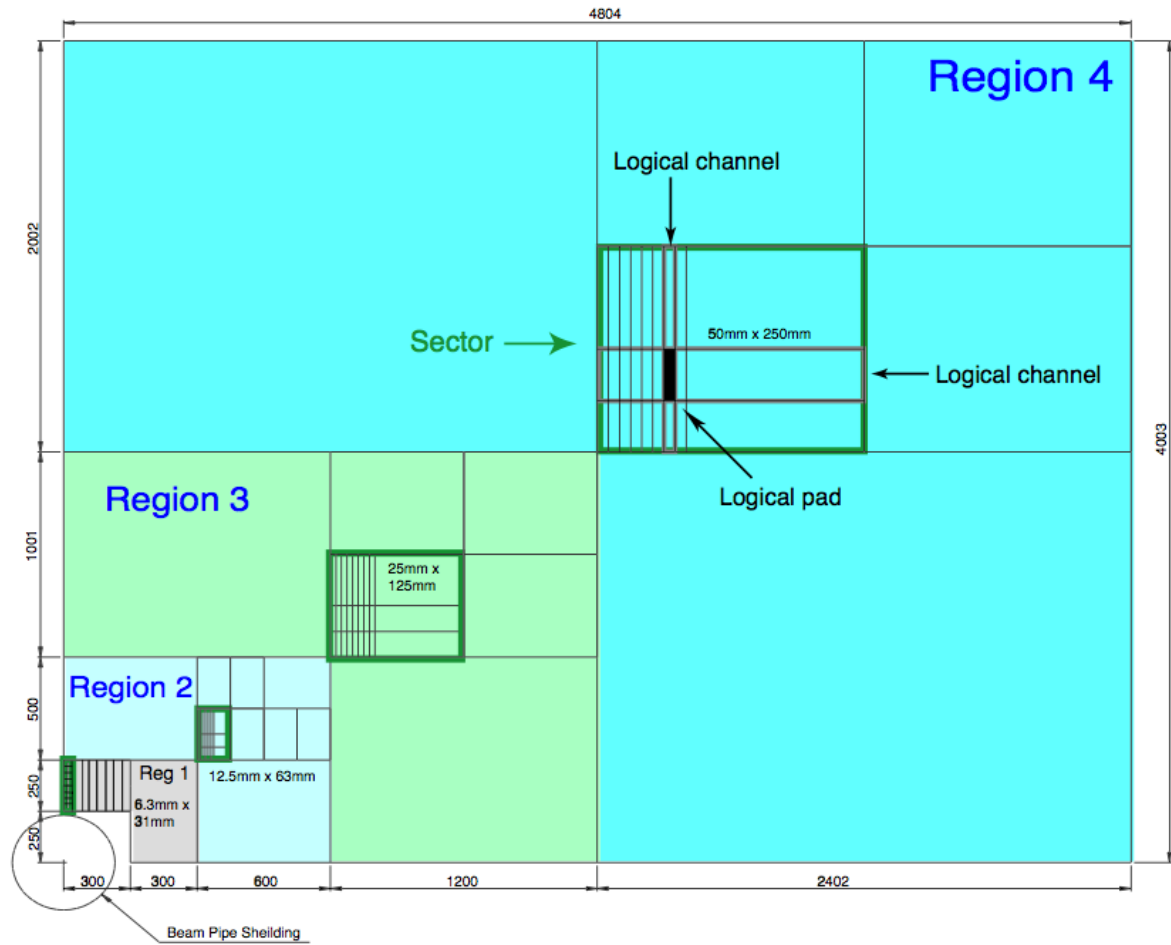 4804
Region 4
Logical channel
2002
Sector
50mm x 250mm
Logical channel
4003
Logical pad
Region 3
1001
25mm x
125mm
Region 2
500
Reg 1
12.5mm x 63mm
250
6.3mm x
31mm
250
300
300
600
1200
2402
Beam Pipe Sheilding